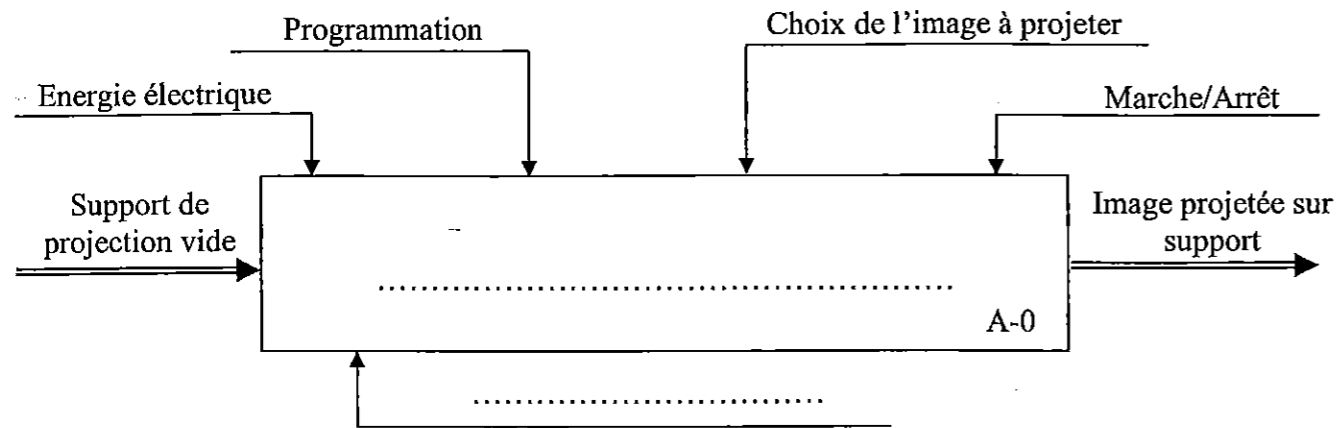 Programmation
Choix de l'image à projeter
Energie électrique
Marche/Arrêt
Support de
projection vide
Image projetée sur
support
................................................................
A-0
........................................